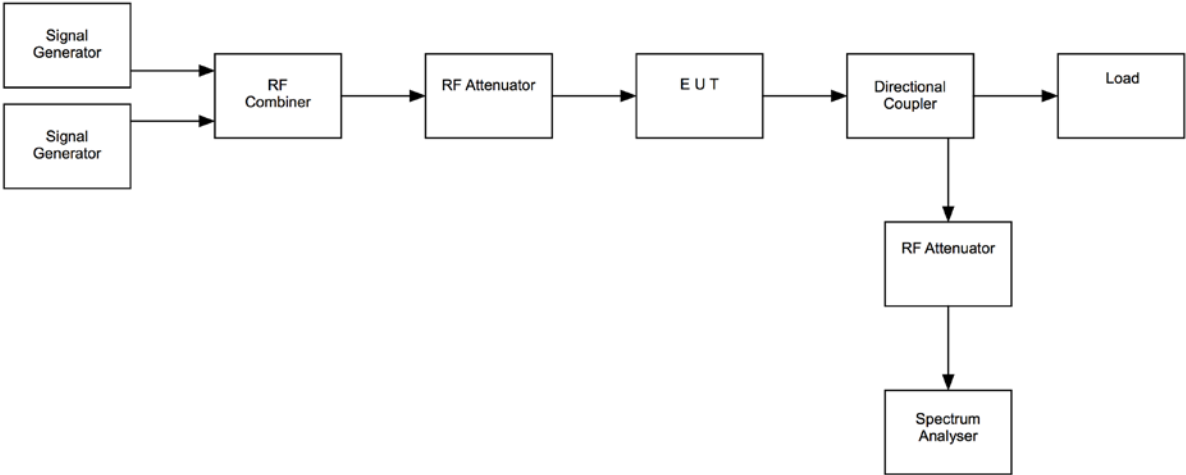 Signal
Generator
Signal
Generator
RF
Combiner
RF Attenuator
E U T
Directional
Coupler
Load
RF Attenuator
Spectrum
Analyser